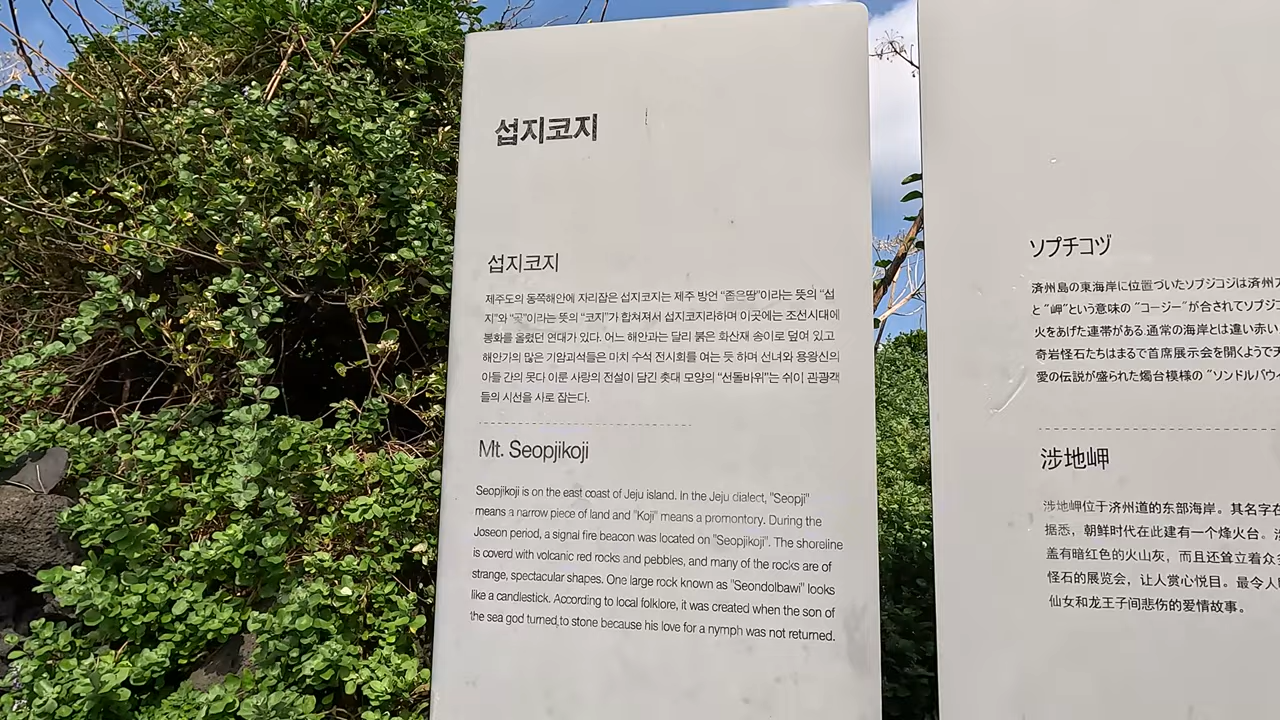 섭지코지
섭지코지
제주도의 동쪽해안에 자리잡은 섭지코지는 제주 방언 “좁은땅”이라는 뜻의 “섭
지”와 “곶”이라는 뜻의 “코지”가 합쳐져서 섭지코지라하며 이곳에는 조선시대에
봉화를 올렸던 연대가 있다. 어느 해안과는 달리 붉은 화산재 송이로 덮여 있고
해안가의 많은 기암괴석들은 마치 수석 전시회를 여는 듯 하며 선녀와 용왕신의
아들 간의 못다 이룬 사랑의 전설이 담긴 촛대 모양의 “선돌바위”는 쉬이 관광객
들의 시선을 사로 잡는다.
Mt. Seopjikoji
Seopjikoji is on the east coast of Jeju island. In the Jeju dialect, "Seopji"
means a narrow piece of land and "Koji" means a promontory. During the
Joseon period, a signal fire beacon was located on "Seopjikoji". The shoreline
is coverd with volcanic red rocks and pebbles, and many of the rocks are of
strange, spectacular shapes. One large rock known as "Seondolbawi" looks
like a candlestick. According to local folklore, it was created when the son of
the sea god turned to stone because his love for a nymph was not returned.
ソプチコヅ
済州島の東海岸に位置づいたソブジコジは済州
と“岬”という意味の “コージー”が合されてソブジ
火をあげた連帯がある.通常の海岸とは違い赤い
奇岩怪石たちはまるで首席展示会を開くようで
愛の伝説が盛られた燭台模様の “ソンドルバウィ
涉地岬
涉地岬位于济州道的东部海岸。其名字在
据悉，朝鲜时代在此建有一个烽火台。
盖有暗红色的火山灰，而且还耸立着众
怪石的展览会，让人赏心悦目。最令人
仙女和龙王子间悲伤的爱情故事。